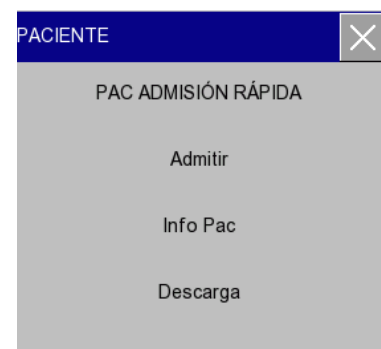 PACIENTE
PAC ADMISIÓN RÁPIDA
Admitir
Info Pac
Descarga